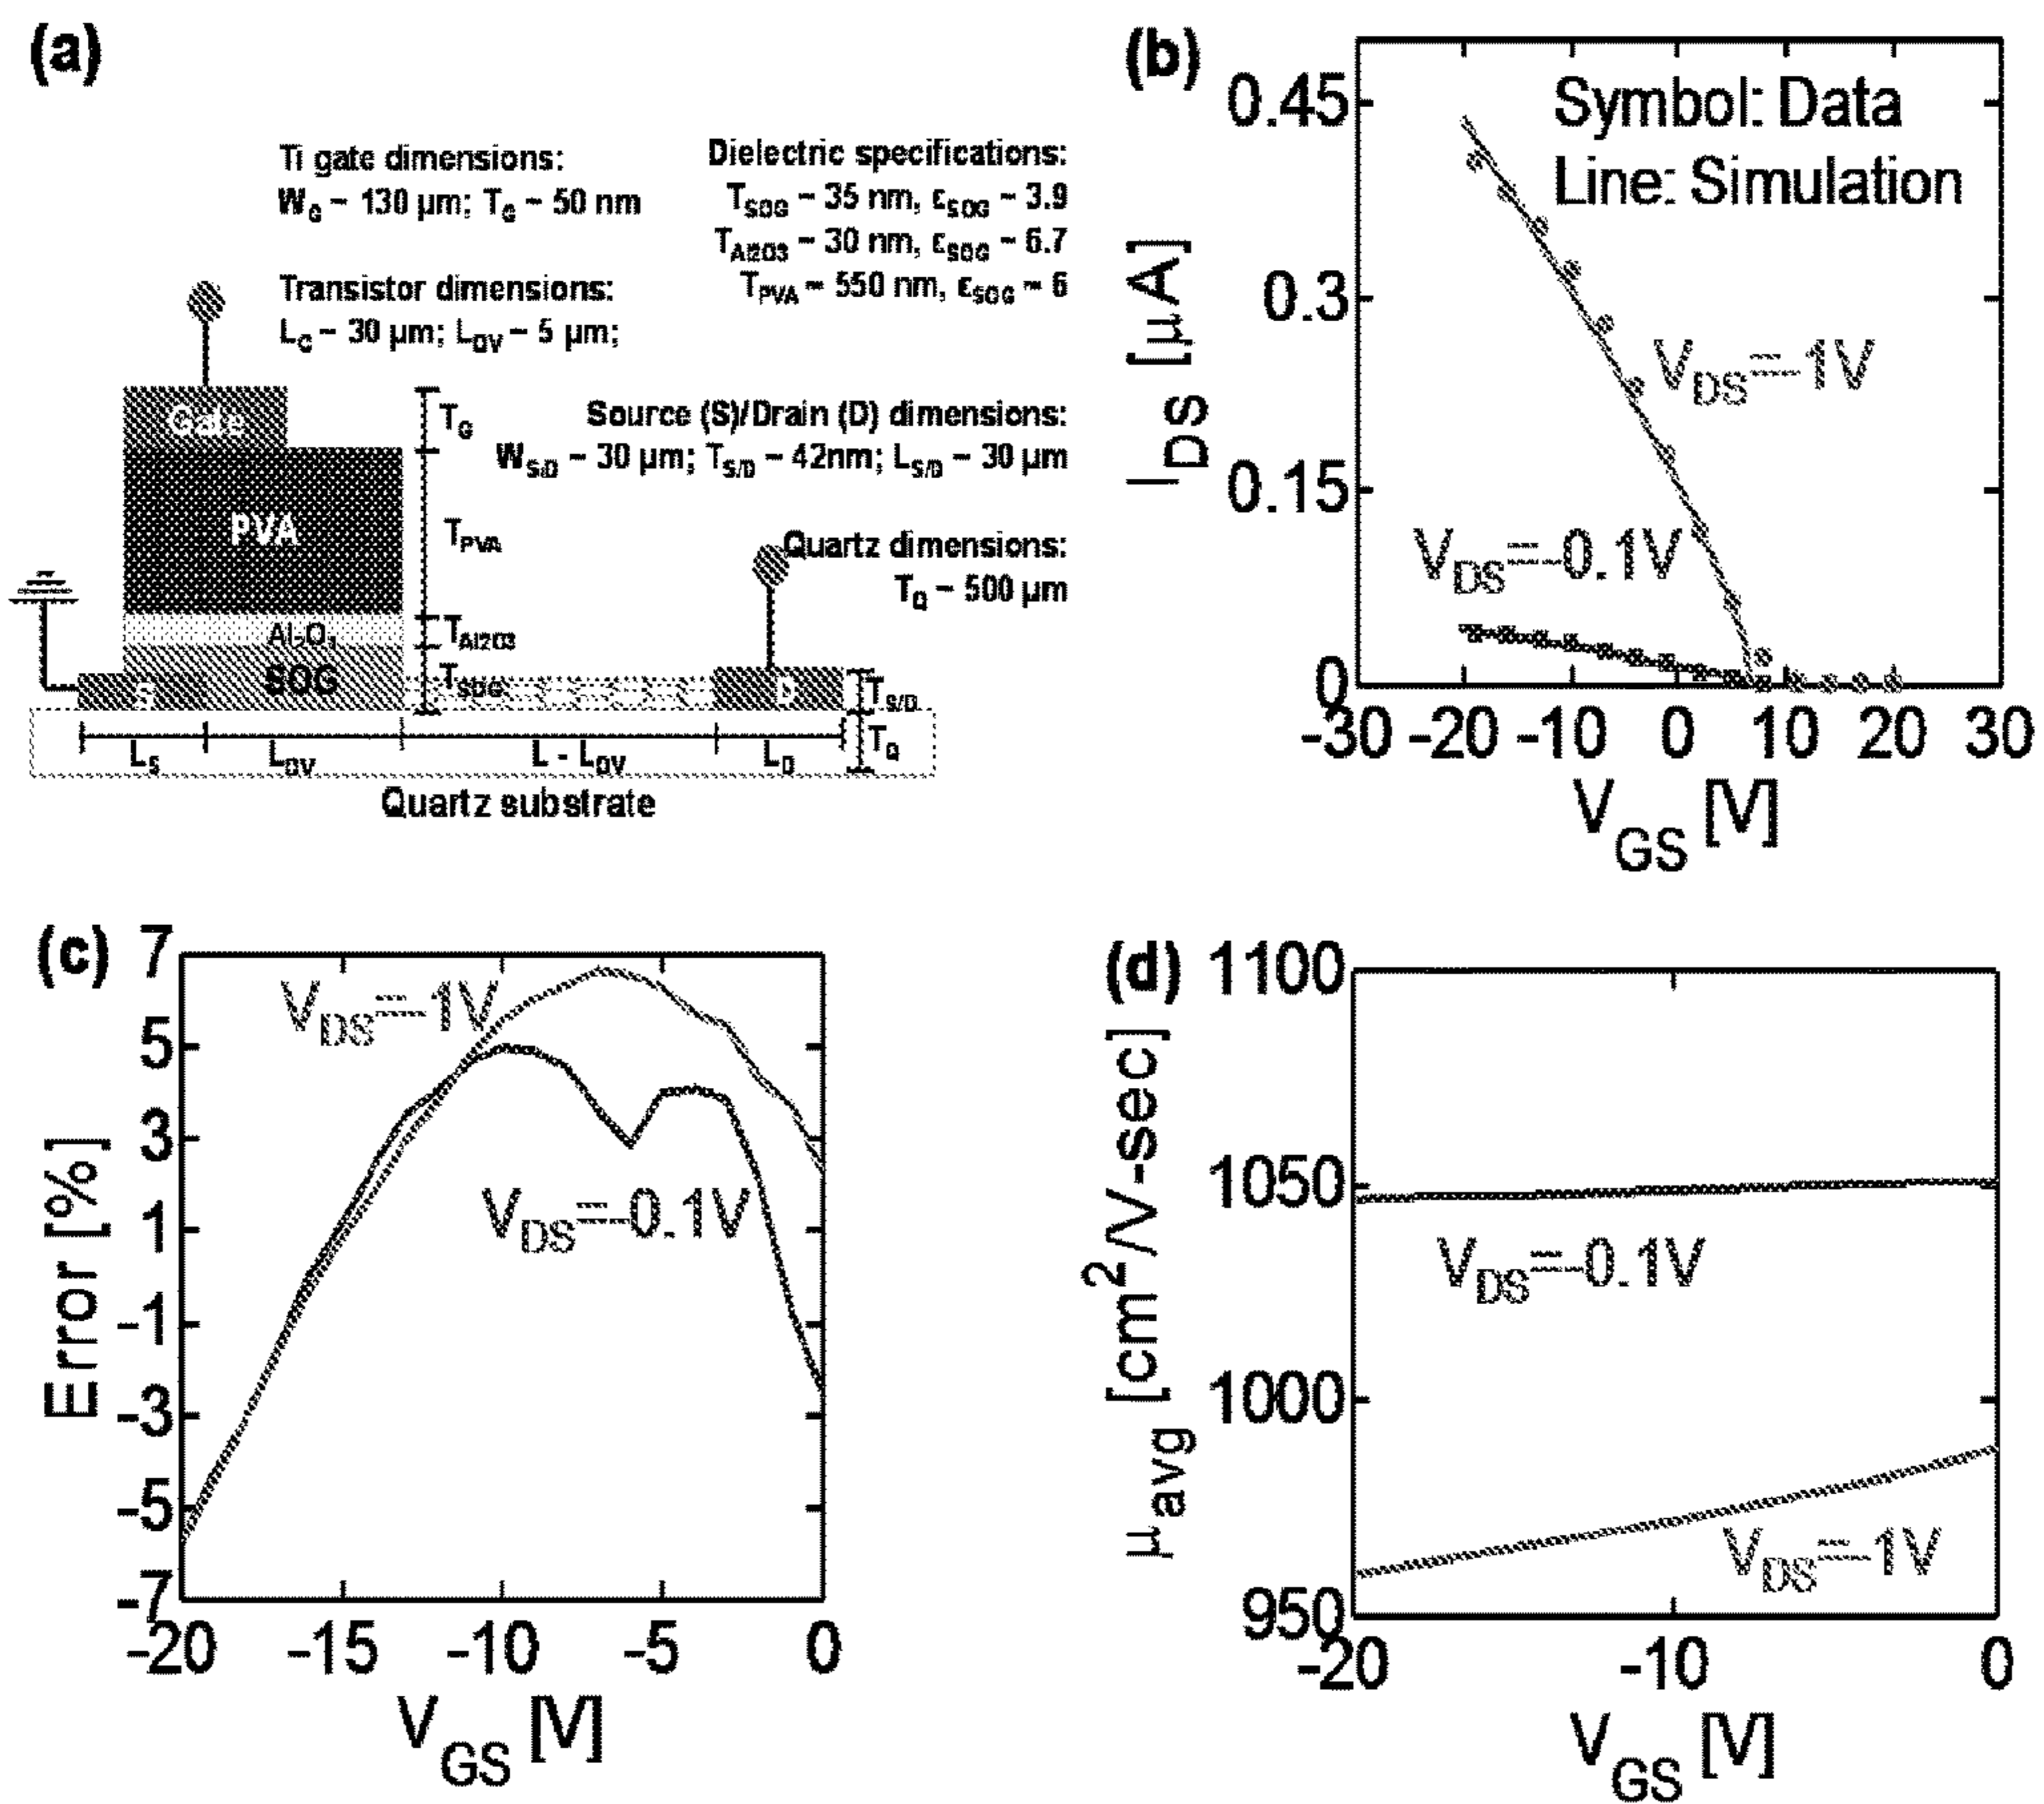 (a)
Ti gate dimensions:
W_G ~ 130 µm; T_G ~ 50 nm
Dielectric specifications:
T_SOG ~ 35 nm, ε_SOG ~ 3.9
T_Al2O3 ~ 30 nm, ε_SOG ~ 6.7
T_PVA ~ 550 nm, ε_SOG ~ 6
Transistor dimensions:
L_C ~ 30 µm; L_OV ~ 5 µm;
Source (S)/Drain (D) dimensions:
W_S/D ~ 30 µm; T_S/D ~ 42nm; L_S/D ~ 30 µm
Quartz dimensions:
T_Q ~ 500 µm
Gate
T_G
PVA
T_PVA
Al2O3
T_Al2O3
SOG
T_SOG
S
D
T_S/D
T_Q
L_S
L_OV
L - L_OV
L_D
Quartz substrate
(b)
Symbol: Data
Line: Simulation
V_DS=-1V
V_DS=-0.1V
I_DS [µA]
0.45
0.3
0.15
0
-30 -20 -10 0 10 20 30
V_GS [V]
(c)
V_DS=-1V
V_DS=-0.1V
Error [%]
7
5
3
1
-1
-3
-5
-7
-20 -15 -10 -5 0
V_GS [V]
(d)
V_DS=-0.1V
V_DS=-1V
µ_avg [cm²/V-sec]
1100
1050
1000
950
-20 -10 0
V_GS [V]